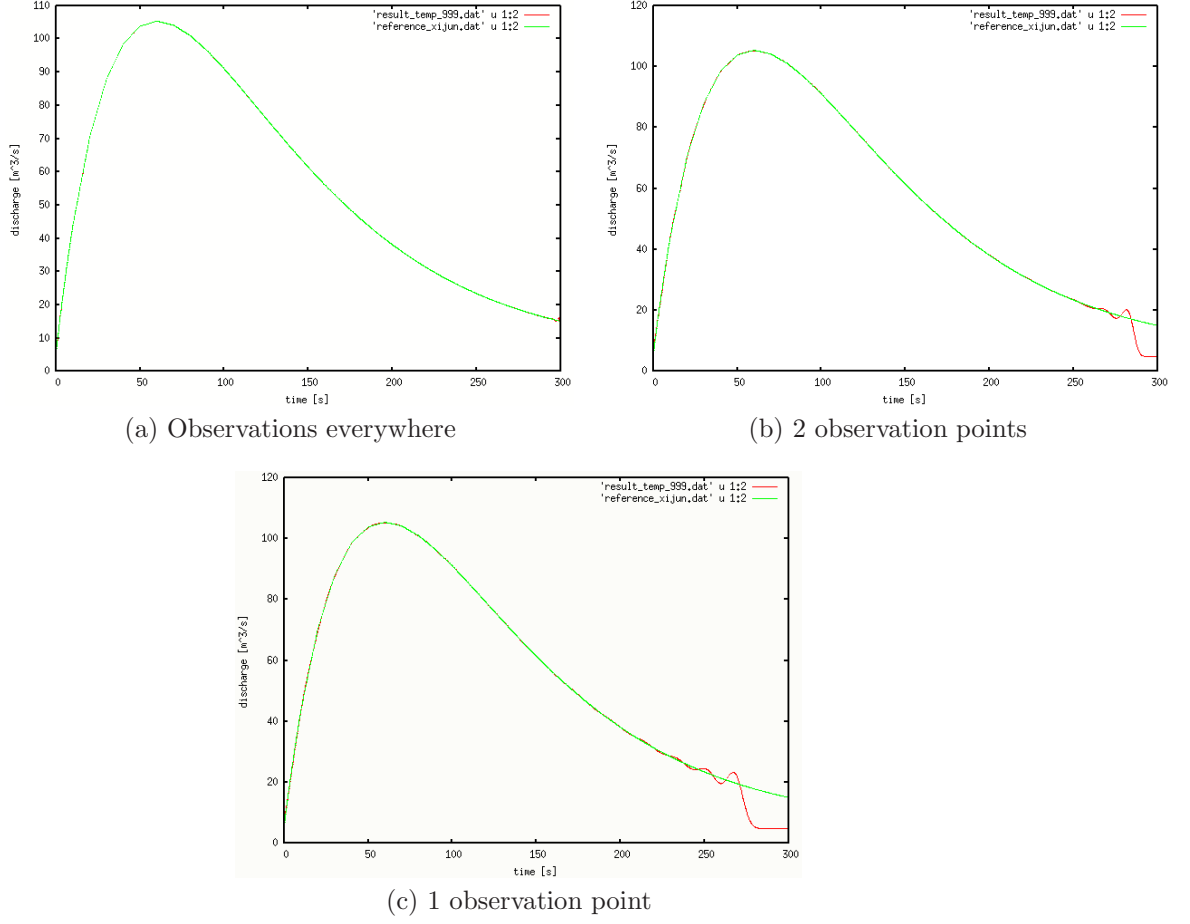 'result_temp_999.dat' u 1:2
'reference_xijun.dat' u 1:2
110
100
90
80
70
60
50
40
30
20
10
0
discharge [m^3/s]
0 50 100 150 200 250 300
time [s]
(a) Observations everywhere
'result_temp_999.dat' u 1:2
'reference_xijun.dat' u 1:2
120
100
80
60
40
20
0
discharge [m^3/s]
0 50 100 150 200 250 300
time [s]
(b) 2 observation points
'result_temp_999.dat' u 1:2
'reference_xijun.dat' u 1:2
120
100
80
60
40
20
0
discharge [m^3/s]
0 50 100 150 200 250 300
time [s]
(c) 1 observation point